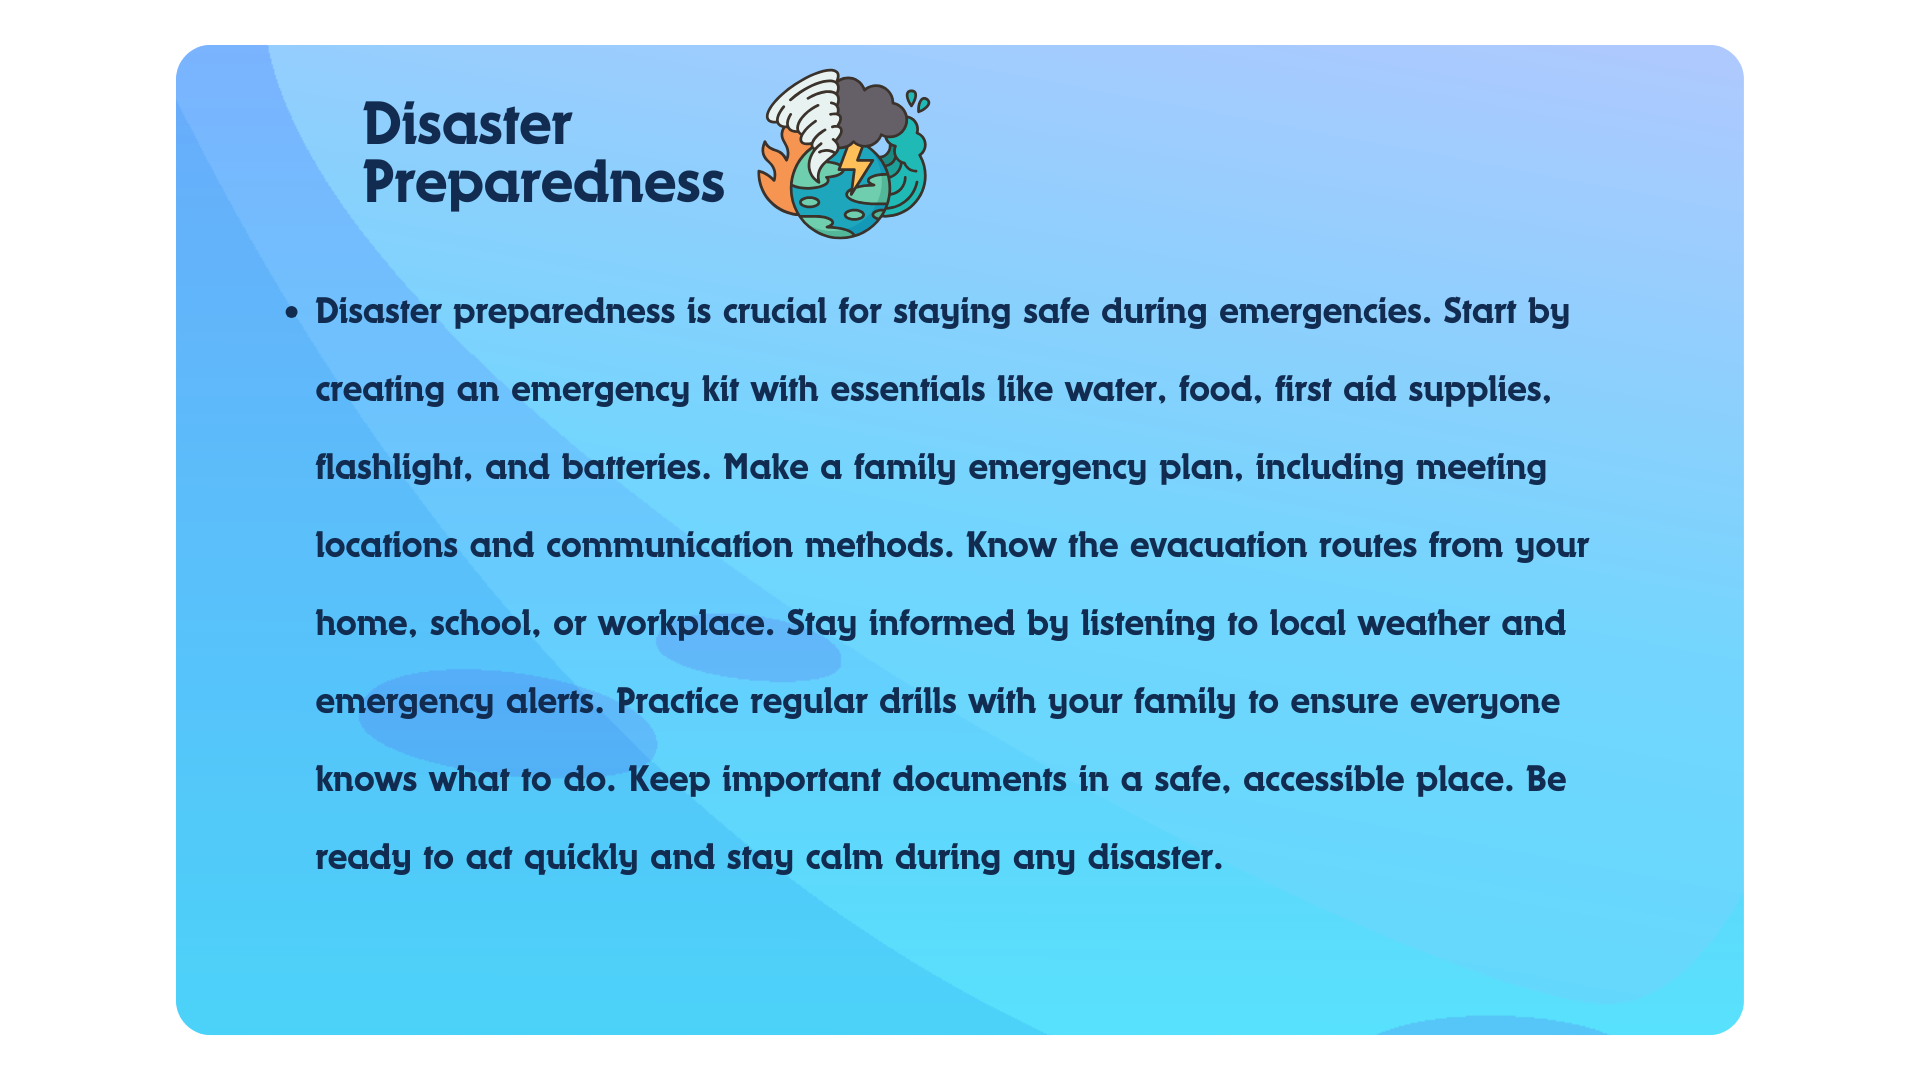 Disaster
Preparedness
• Disaster preparedness is crucial for staying safe during emergencies. Start by
creating an emergency kit with essentials like water, food, first aid supplies,
flashlight, and batteries. Make a family emergency plan, including meeting
locations and communication methods. Know the evacuation routes from your
home, school, or workplace. Stay informed by listening to local weather and
emergency alerts. Practice regular drills with your family to ensure everyone
knows what to do. Keep important documents in a safe, accessible place. Be
ready to act quickly and stay calm during any disaster.